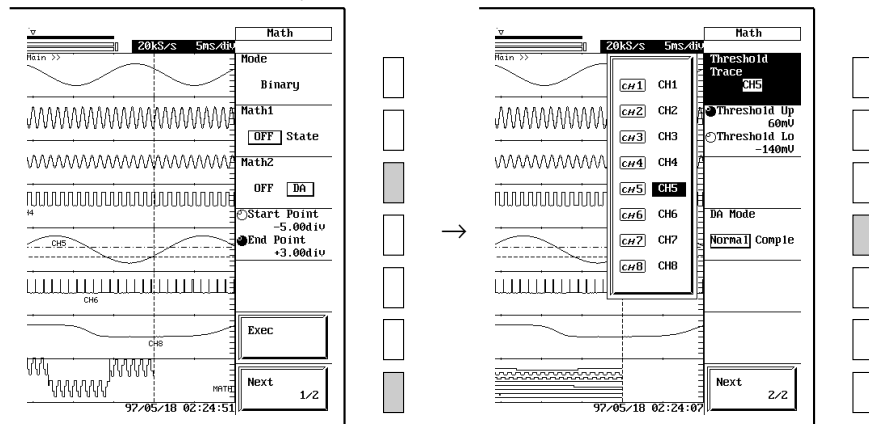 Math
20kS/s 5ms/div
Main >>
Mode
Binary
Math1
OFF State
Math2
OFF DA
Start Point
-5.00div
End Point
+3.00div
CH5
CH6
CH8
Exec
MATH
Next
1/2
97/05/18 02:24:51
→
Math
20kS/s 5ms/div
Main >>
Threshold
Trace
CH5
CH1 CH1
CH2 CH2
CH3 CH3
CH4 CH4
CH5 CH5
CH6 CH6
CH7 CH7
CH8 CH8
Threshold Up
60mV
Threshold Lo
-140mV
DA Mode
Normal Comple
Next
2/2
97/05/18 02:24:07